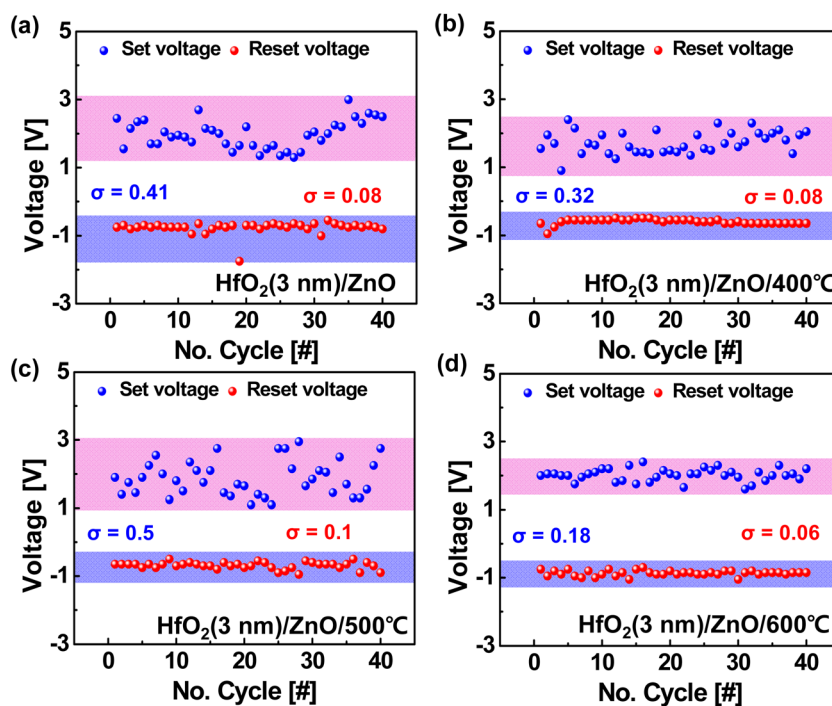 (a)
5
3
1
-1
-3
Voltage [V]
Set voltage Reset voltage
σ = 0.41
σ = 0.08
HfO₂(3 nm)/ZnO
0 10 20 30 40
No. Cycle [#]
(b)
5
3
1
-1
-3
Voltage [V]
Set voltage Reset voltage
σ = 0.32
σ = 0.08
HfO₂(3 nm)/ZnO/400℃
0 10 20 30 40
No. Cycle [#]
(c)
5
3
1
-1
-3
Voltage [V]
Set voltage Reset voltage
σ = 0.5
σ = 0.1
HfO₂(3 nm)/ZnO/500℃
0 10 20 30 40
No. Cycle [#]
(d)
5
3
1
-1
-3
Voltage [V]
Set voltage Reset voltage
σ = 0.18
σ = 0.06
HfO₂(3 nm)/ZnO/600℃
0 10 20 30 40
No. Cycle [#]